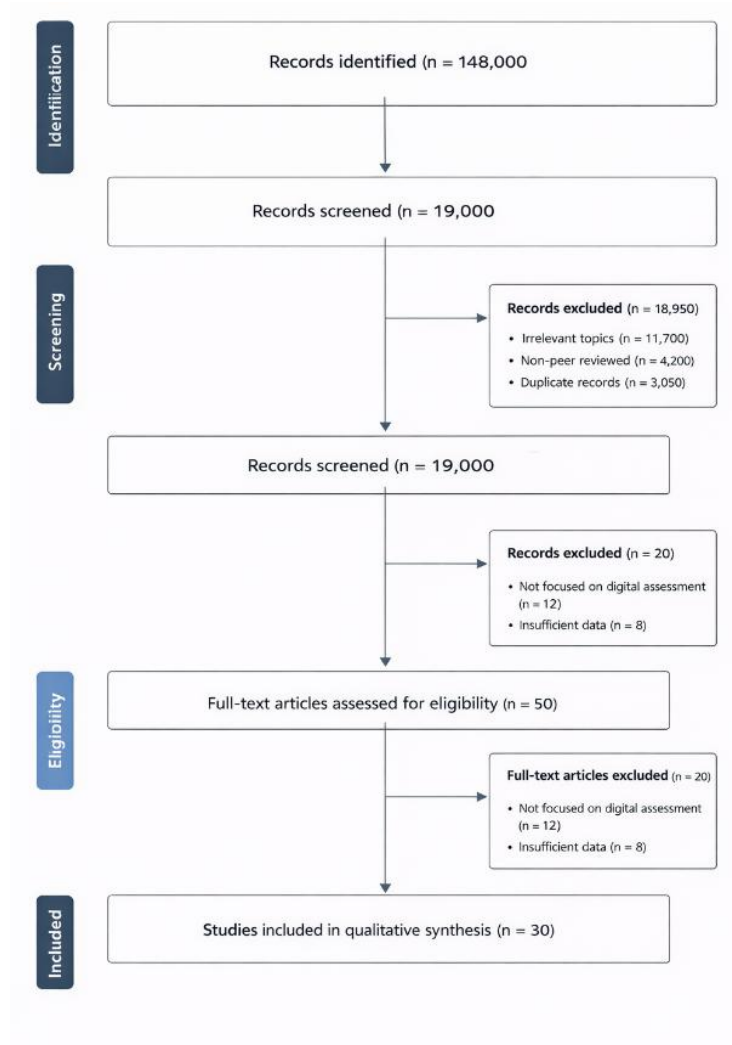 Identification
Records identified (n = 148,000
Records screened (n = 19,000
Screening
Records excluded (n = 18,950)
• Irrelevant topics (n = 11,700)
• Non-peer reviewed (n = 4,200)
• Duplicate records (n = 3,050)
Records screened (n = 19,000
Records excluded (n = 20)
• Not focused on digital assessment
(n = 12)
• Insufficient data (n = 8)
Eligioility
Full-text articles assessed for eligibility (n = 50)
Full-text articles excluded (n = 20)
• Not focused on digital assessment
(n = 12)
• Insufficient data (n = 8)
Included
Studies included in qualitative synthesis (n = 30)